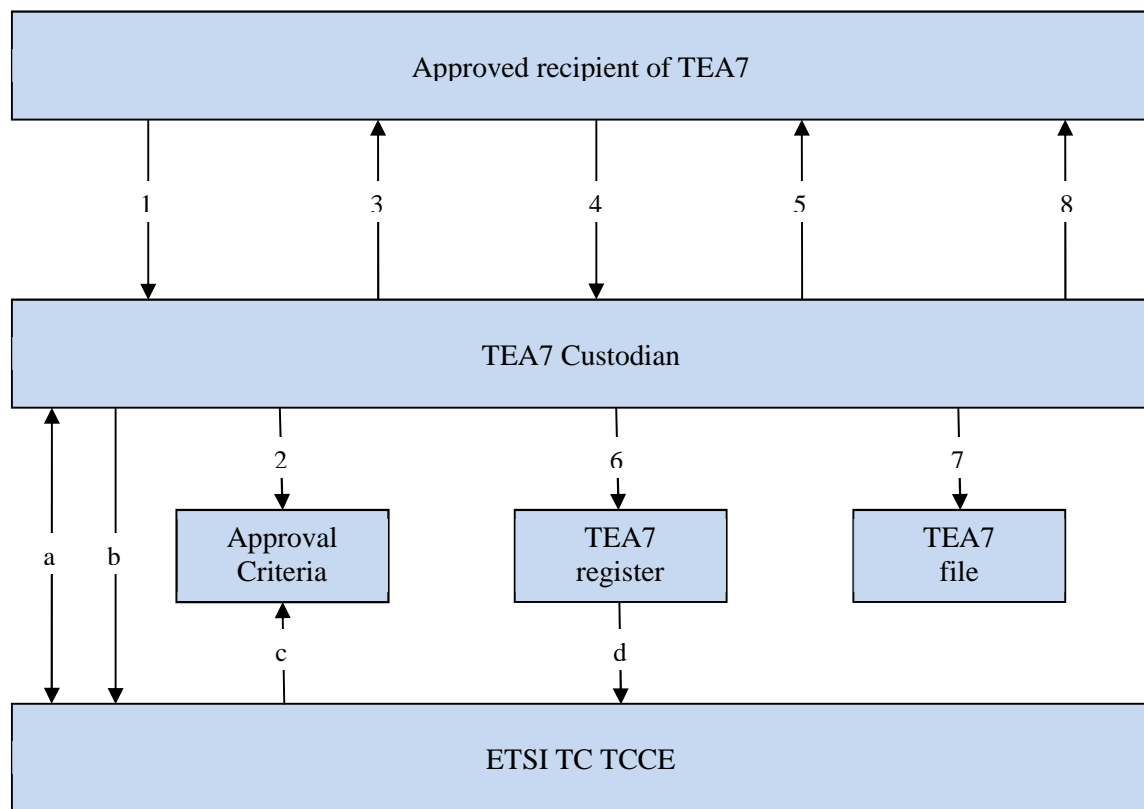 Approved recipient of TEA7
1 3 4 5 8
TEA7 Custodian
2 6 7
Approval
Criteria
TEA7
register
TEA7
file
a b
c d
ETSI TC TCCE